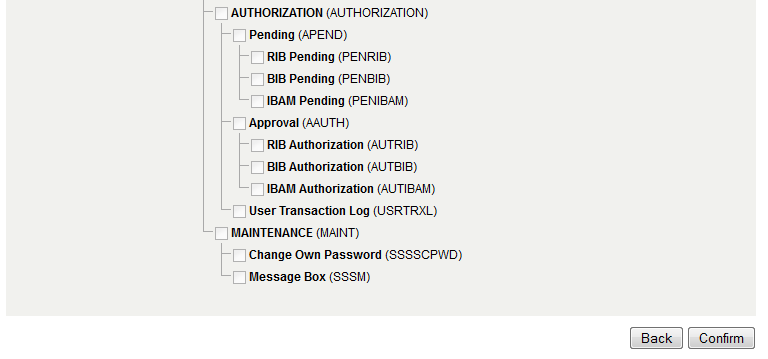 AUTHORIZATION (AUTHORIZATION)
Pending (APEND)
RIB Pending (PENRIB)
BIB Pending (PENBIB)
IBAM Pending (PENIBAM)
Approval (AAUTH)
RIB Authorization (AUTRIB)
BIB Authorization (AUTBIB)
IBAM Authorization (AUTIBAM)
User Transaction Log (USRTRXL)
MAINTENANCE (MAINT)
Change Own Password (SSSSCPWD)
Message Box (SSSM)
Back Confirm